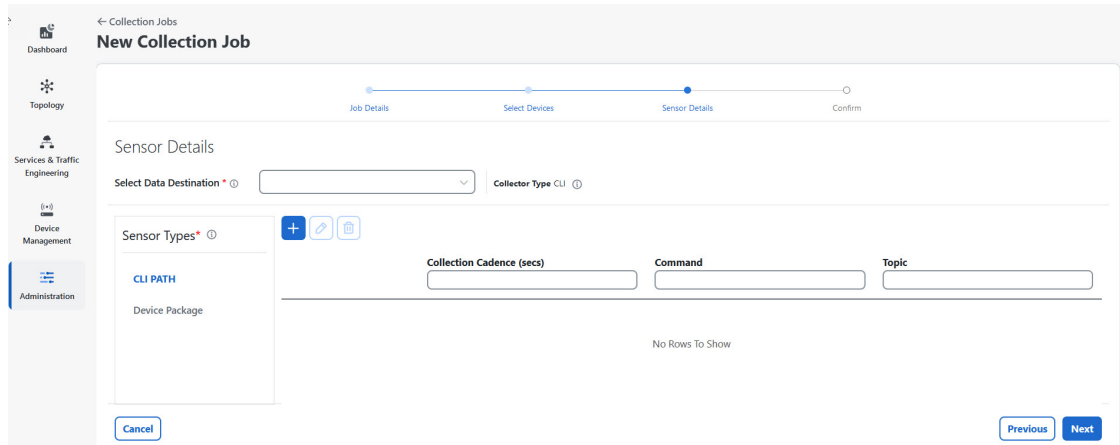 ← Collection Jobs
New Collection Job
Dashboard
Topology
Services & Traffic
Engineering
Device
Management
Administration
Job Details
Select Devices
Sensor Details
Confirm
Sensor Details
Select Data Destination *
Collector Type CLI
Sensor Types*
CLI PATH
Device Package
Collection Cadence (secs)
Command
Topic
No Rows To Show
Cancel
Previous
Next